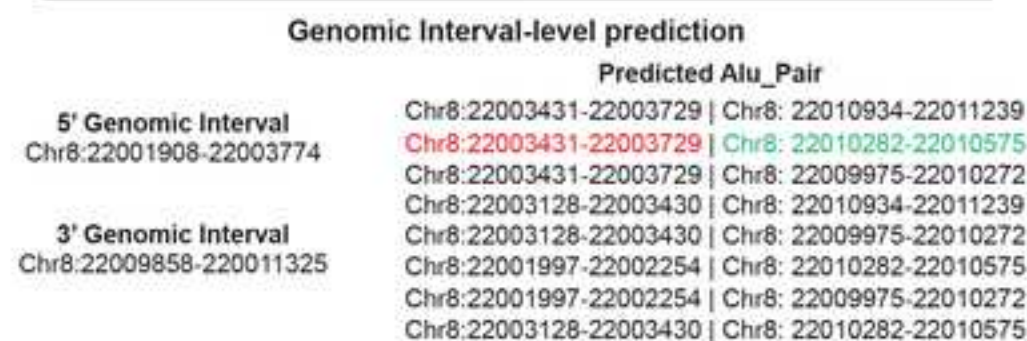 Genomic Interval-level prediction
Predicted Alu_Pair
5' Genomic Interval
Chr8:22001908-22003774
3' Genomic Interval
Chr8:22009858-220011325
Chr8:22003431-22003729 | Chr8: 22010934-22011239
Chr8:22003431-22003729 | Chr8: 22010282-22010575
Chr8:22003431-22003729 | Chr8: 22009975-22010272
Chr8:22003128-22003430 | Chr8: 22010934-22011239
Chr8:22003128-22003430 | Chr8: 22009975-22010272
Chr8:22001997-22002254 | Chr8: 22010282-22010575
Chr8:22001997-22002254 | Chr8: 22009975-22010272
Chr8:22003128-22003430 | Chr8: 22010282-22010575